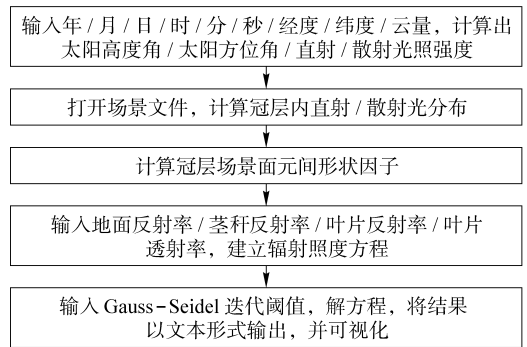 输入年 / 月 / 日 / 时 / 分 / 秒 / 经度 / 纬度 / 云量，计算出
太阳高度角 / 太阳方位角 / 直射 / 散射光照强度
打开场景文件，计算冠层内直射 / 散射光分布
计算冠层场景面元间形状因子
输入地面反射率 / 茎秆反射率 / 叶片反射率 / 叶片
透射率，建立辐射照度方程
输入 Gauss-Seidel 迭代阈值，解方程，将结果
以文本形式输出，并可视化